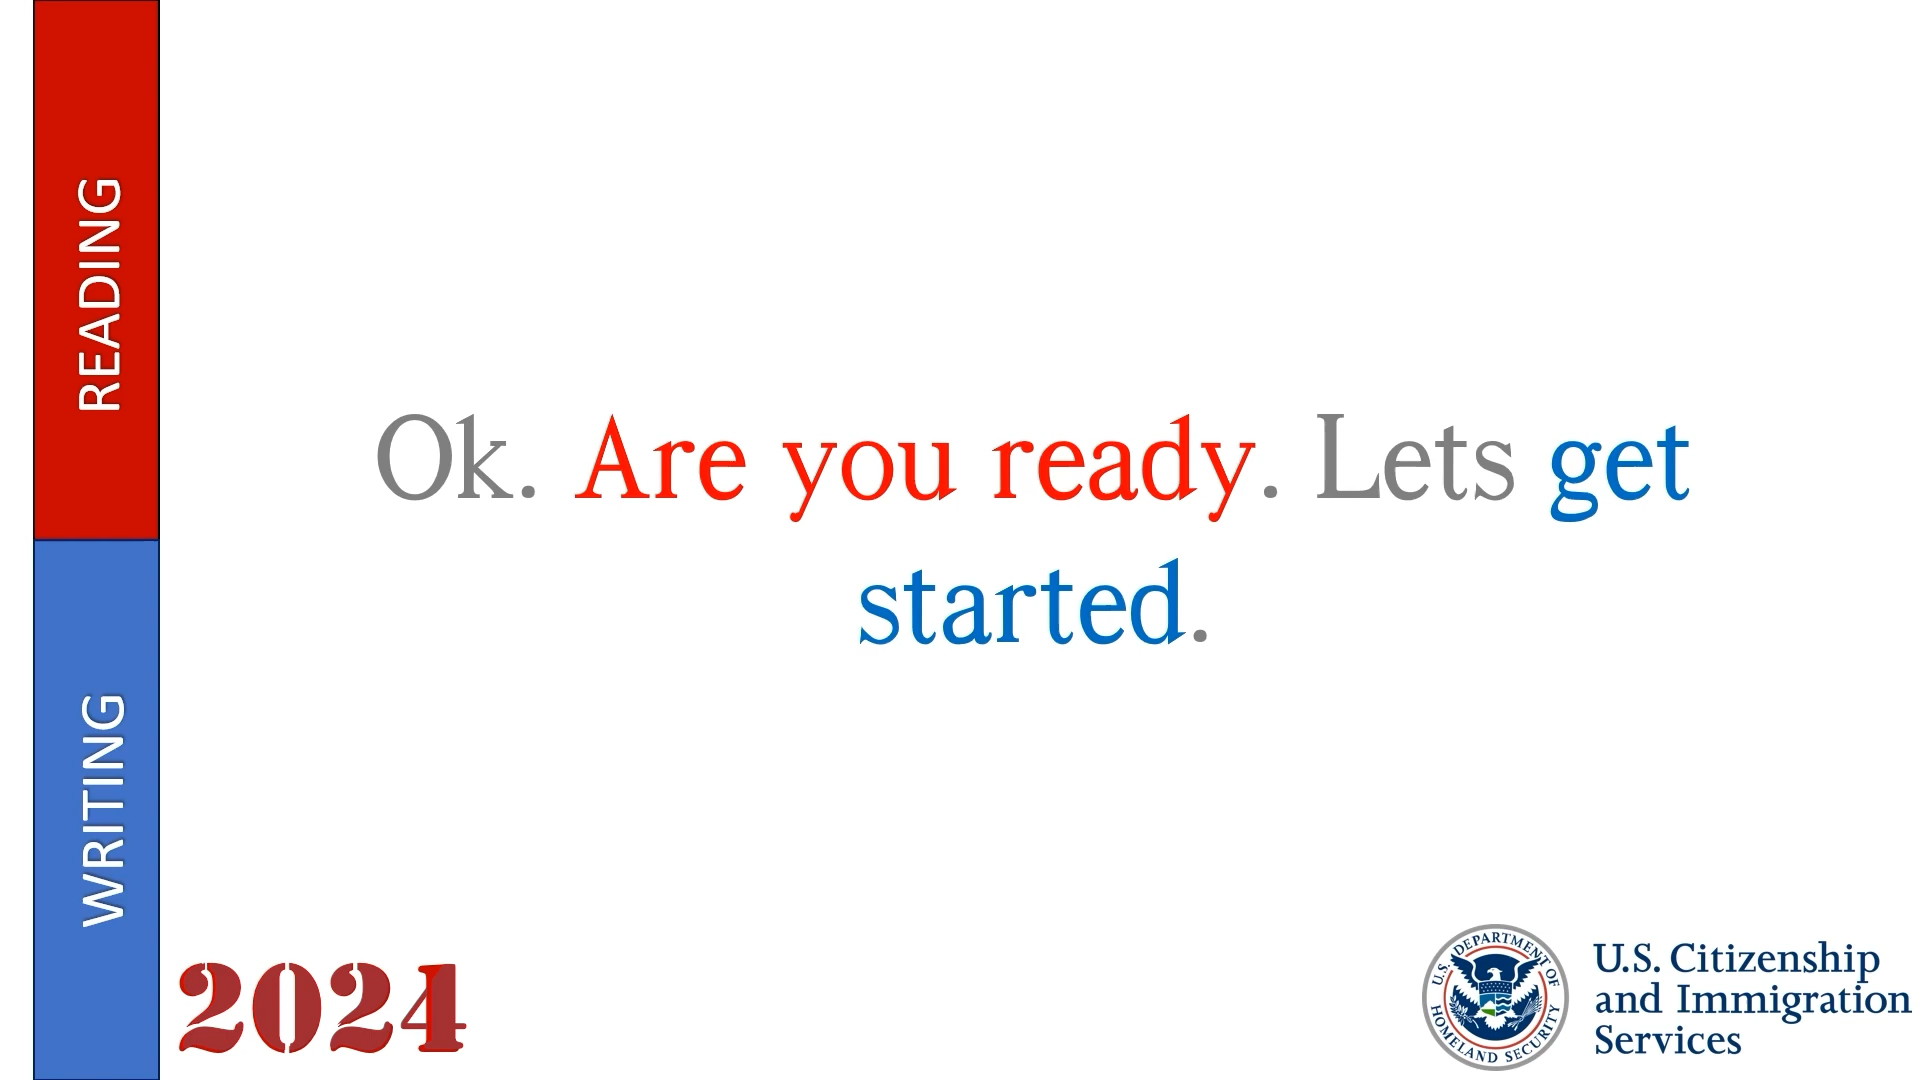 READING
Ok. Are you ready. Lets get
started.
WRITING
2024
U.S. DEPARTMENT OF
HOMELAND SECURITY
U.S. Citizenship
and Immigration
Services